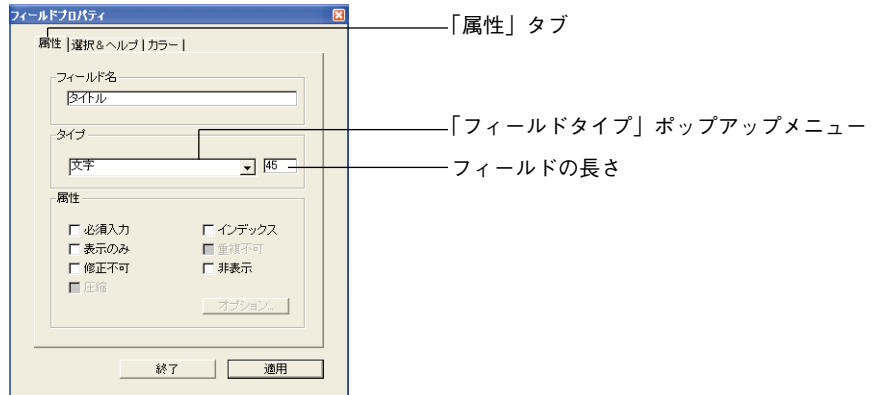 フィールドプロパティ
「属性」タブ
属性 選択&ヘルプ カラー
フィールド名
タイトル
タイプ
「フィールドタイプ」ポップアップメニュー
文字 45
フィールドの長さ
属性
必須入力 インデックス
表示のみ 重複不可
修正不可 非表示
圧縮
オプション...
終了 適用